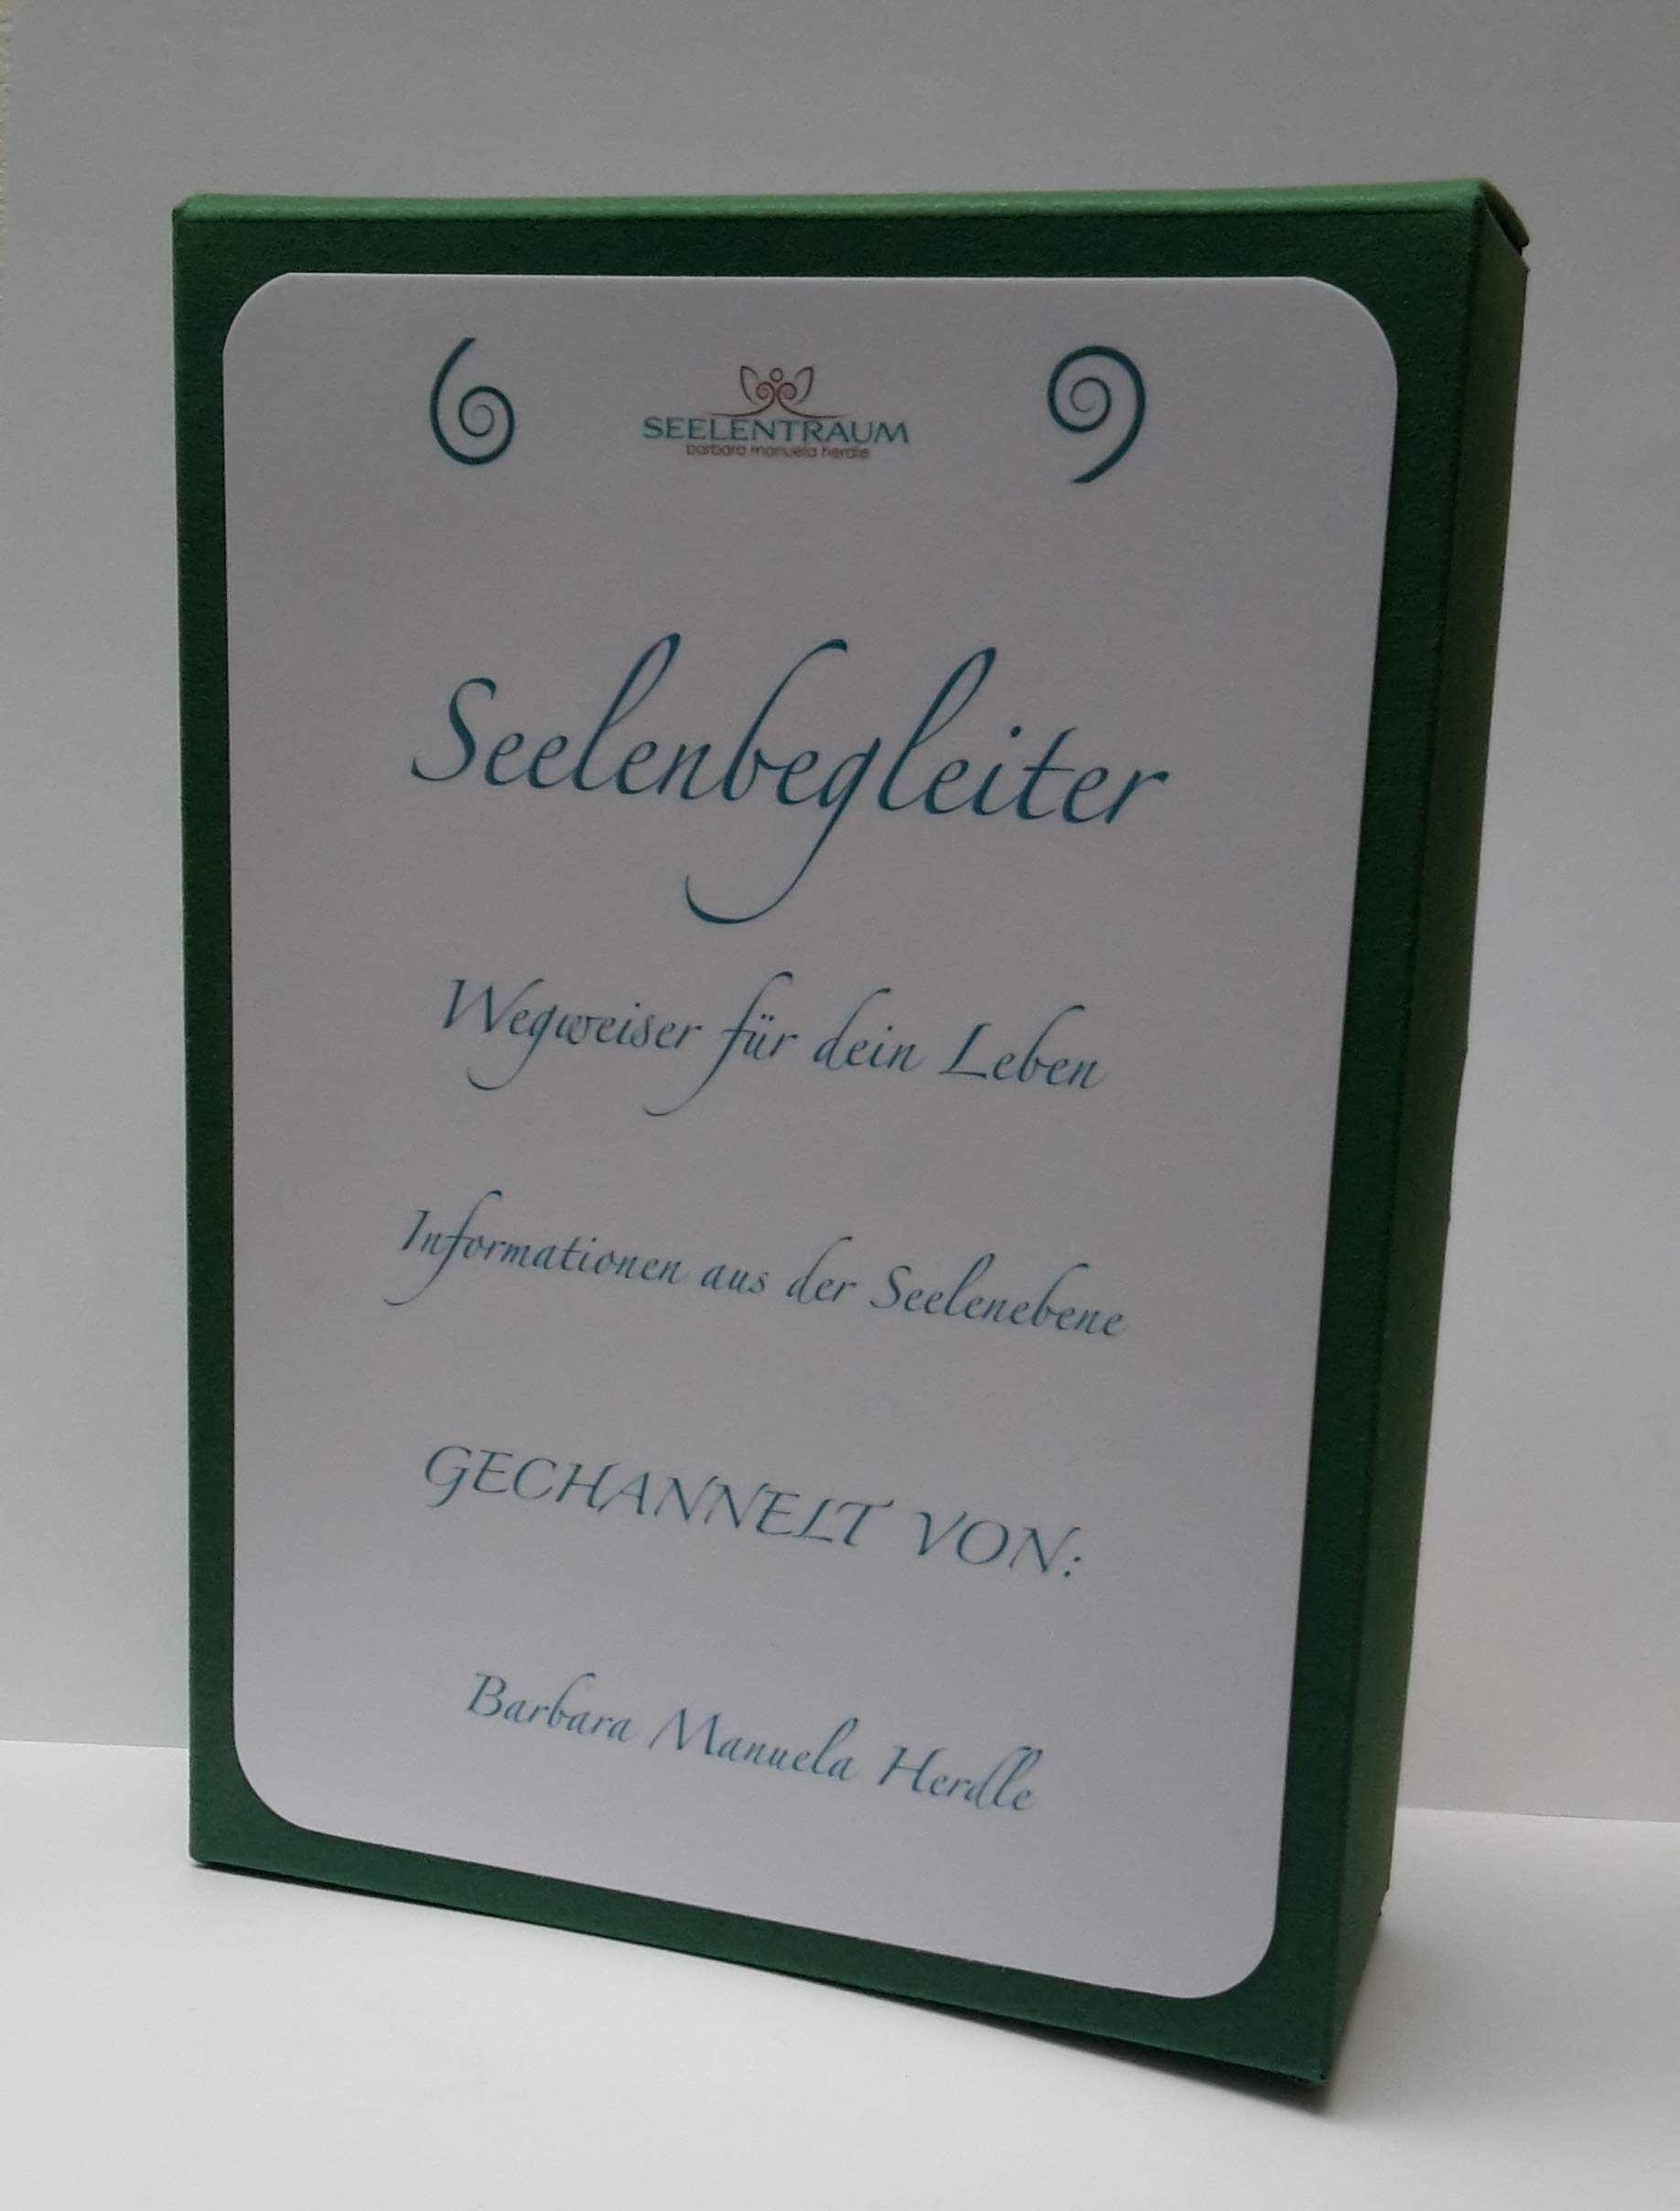 SEELENTRAUM
barbara manuela herdle
Seelenbegleiter
Wegweiser für dein Leben
Informationen aus der Seelenebene
GECHANNELT VON:
Barbara Manuela Herdle